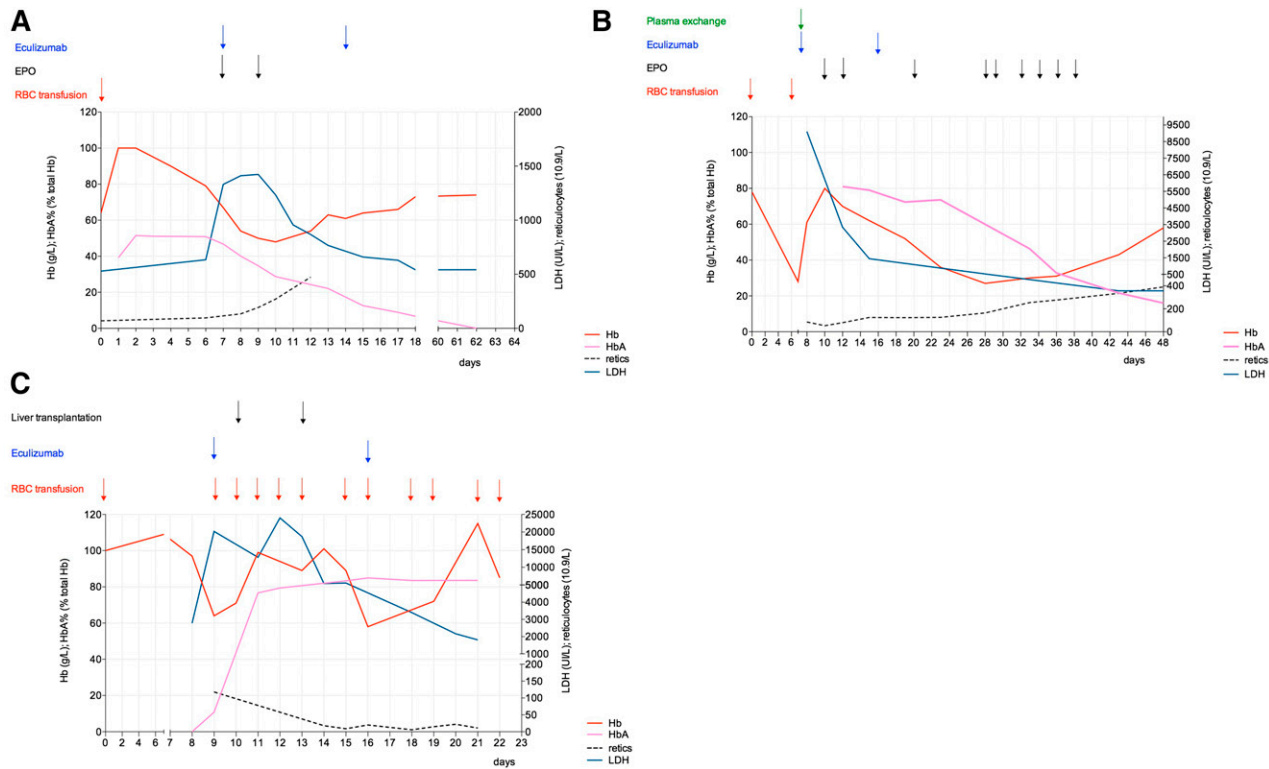 A
Eculizumab
EPO
RBC transfusion
Hb (g/L); HbA% (% total Hb)
120
100
80
60
40
20
0
0 1 2 3 4 5 6 7 8 9 10 11 12 13 14 15 16 17 18 60 61 62 63 64
days
2000
1500
1000
500
0
LDH (UI/L); reticulocytes (10.9/L)
Hb
HbA
retics
LDH
B
Plasma exchange
Eculizumab
EPO
RBC transfusion
Hb (g/L); HbA% (% total Hb)
120
100
80
60
40
20
0
0 2 4 6 8 10 12 14 16 18 20 22 24 26 28 30 32 34 36 38 40 42 44 46 48
days
9500
8500
7500
6500
5500
4500
3500
2500
1500
500
400
200
0
LDH (UI/L); reticulocytes (10.9/L)
Hb
HbA
retics
LDH
C
Liver transplantation
Eculizumab
RBC transfusion
Hb (g/L); HbA% (% total Hb)
120
100
80
60
40
20
0
0 2 4 6 7 8 9 10 11 12 13 14 15 16 18 19 20 21 22 23
days
25000
20000
15000
10000
5000
4000
3000
2000
1000
200
150
100
50
0
LDH (UI/L); reticulocytes (10.9/L)
Hb
HbA
retics
LDH